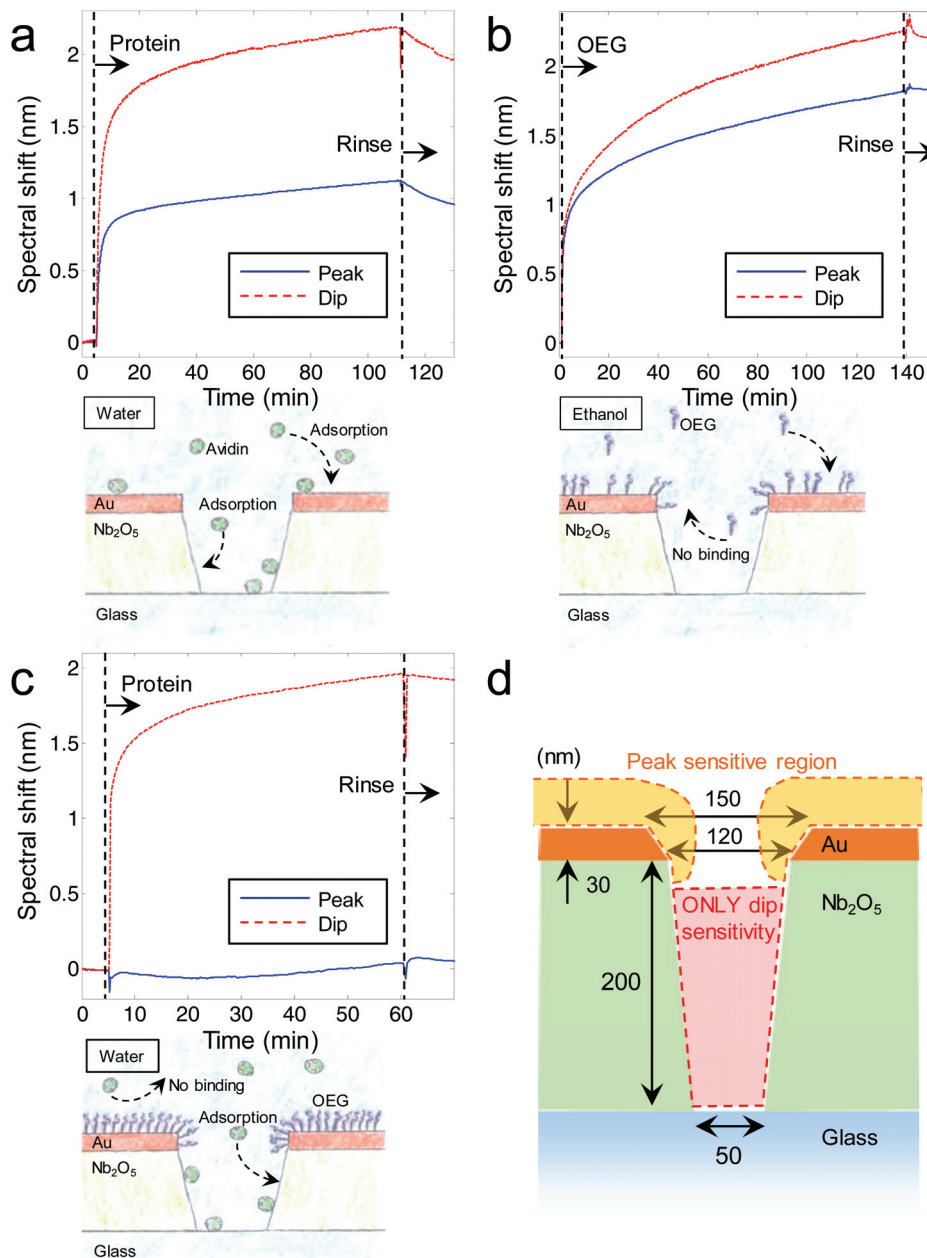 a
Protein
Rinse
Spectral shift (nm)
2
1.5
1
0.5
0
Peak
Dip
0 20 40 60 80 100 120
Time (min)
Water
Avidin
Adsorption
Adsorption
Au
Nb₂O₅
Glass
b
OEG
Rinse
Spectral shift (nm)
2
1.5
1
0.5
0
Peak
Dip
0 20 40 60 80 100 120 140
Time (min)
Ethanol
OEG
Au
Nb₂O₅
No binding
Glass
c
Protein
Rinse
Spectral shift (nm)
2
1.5
1
0.5
0
Peak
Dip
0 10 20 30 40 50 60
Time (min)
Water
No binding
Adsorption
OEG
Au
Nb₂O₅
Glass
d
(nm)
Peak sensitive region
150
120
Au
30
Nb₂O₅
ONLY dip
sensitivity
200
Glass
50